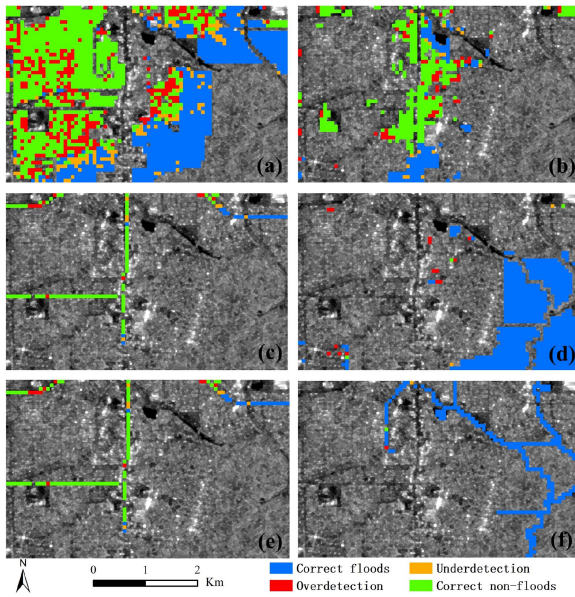 (a)
(b)
(c)
(d)
(e)
(f)
N
0 1 2
Km
Correct floods
Underdetection
Overdetection
Correct non-floods